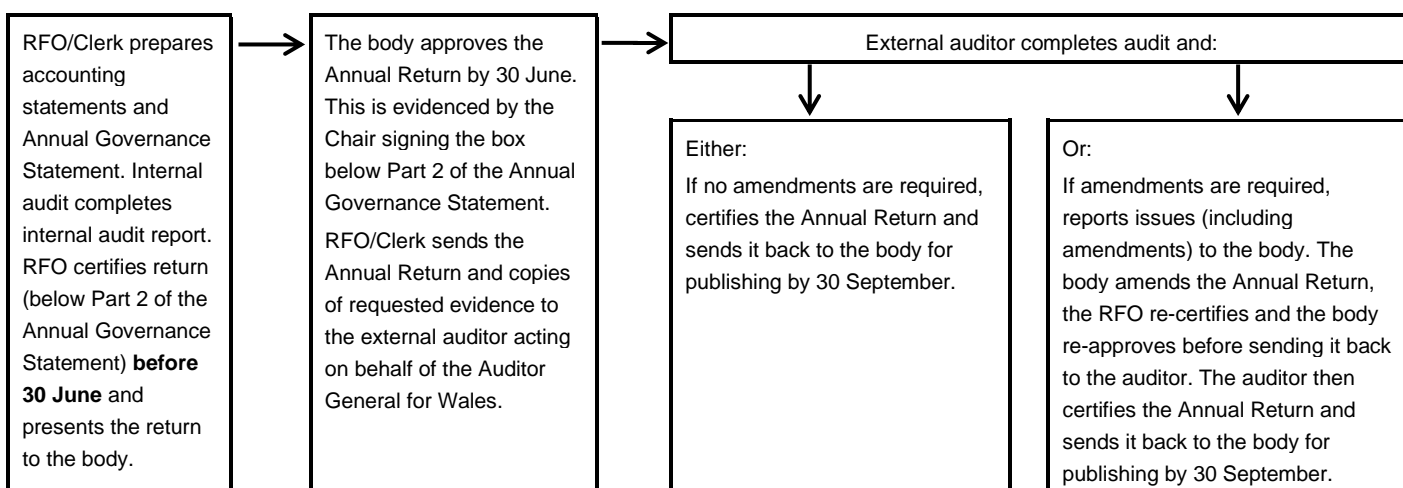 RFO/Clerk prepares
accounting
statements and
Annual Governance
Statement. Internal
audit completes
internal audit report.
RFO certifies return
(below Part 2 of the
Annual Governance
Statement) before
30 June and
presents the return
to the body.
The body approves the
Annual Return by 30 June.
This is evidenced by the
Chair signing the box
below Part 2 of the Annual
Governance Statement.
RFO/Clerk sends the
Annual Return and copies
of requested evidence to
the external auditor acting
on behalf of the Auditor
General for Wales.
External auditor completes audit and:
Either:
If no amendments are required,
certifies the Annual Return and
sends it back to the body for
publishing by 30 September.
Or:
If amendments are required,
reports issues (including
amendments) to the body. The
body amends the Annual Return,
the RFO re-certifies and the body
re-approves before sending it back
to the auditor. The auditor then
certifies the Annual Return and
sends it back to the body for
publishing by 30 September.